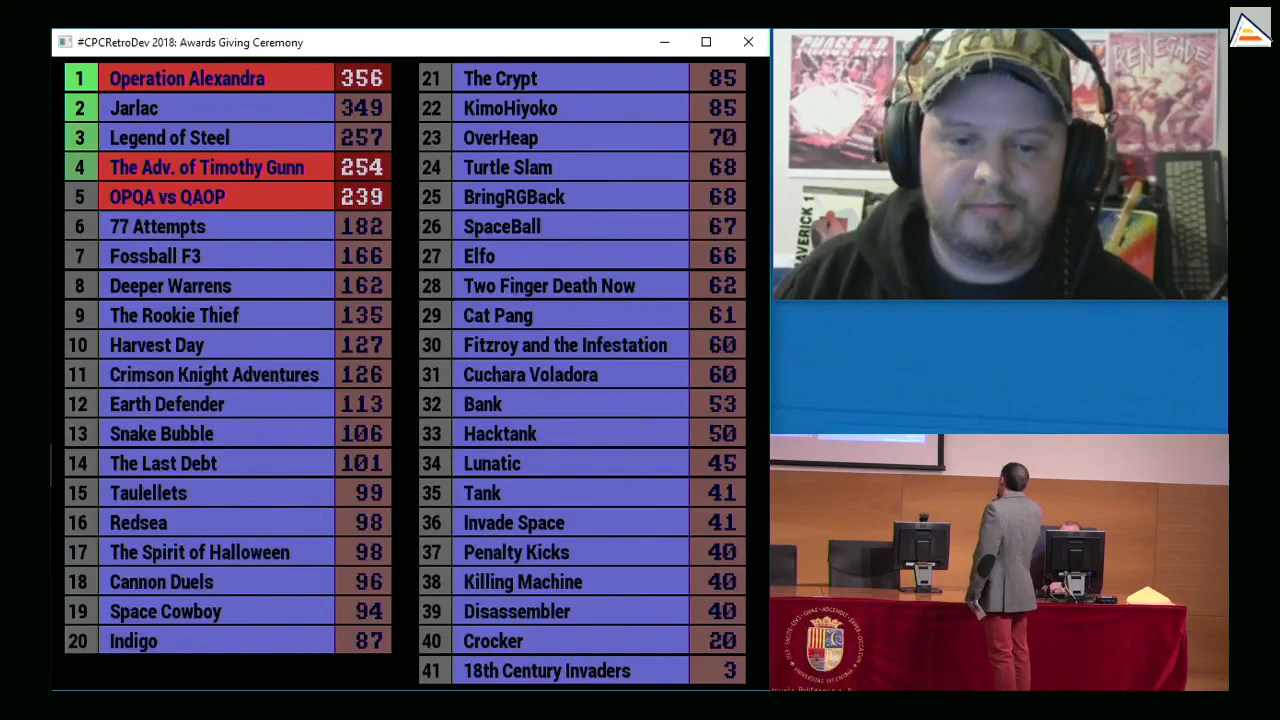 #CPCRetroDev 2018: Awards Giving Ceremony
1 Operation Alexandra 356
2 Jarlac 349
3 Legend of Steel 257
4 The Adv. of Timothy Gunn 254
5 OPQA vs QAOP 239
6 77 Attempts 182
7 Fossball F3 166
8 Deeper Warrens 162
9 The Rookie Thief 135
10 Harvest Day 127
11 Crimson Knight Adventures 126
12 Earth Defender 113
13 Snake Bubble 106
14 The Last Debt 101
15 Taulellets 99
16 Redsea 98
17 The Spirit of Halloween 98
18 Cannon Duels 96
19 Space Cowboy 94
20 Indigo 87
21 The Crypt 85
22 KimoHiyoko 85
23 OverHeap 70
24 Turtle Slam 68
25 BringRGBack 68
26 SpaceBall 67
27 Elfo 66
28 Two Finger Death Now 62
29 Cat Pang 61
30 Fitzroy and the Infestation 60
31 Cuchara Voladora 60
32 Bank 53
33 Hacktank 50
34 Lunatic 45
35 Tank 41
36 Invade Space 41
37 Penalty Kicks 40
38 Killing Machine 40
39 Disassembler 40
40 Crocker 20
41 18th Century Invaders 3
CHASE H.Q.
RENEGADE
MAVERICK 1